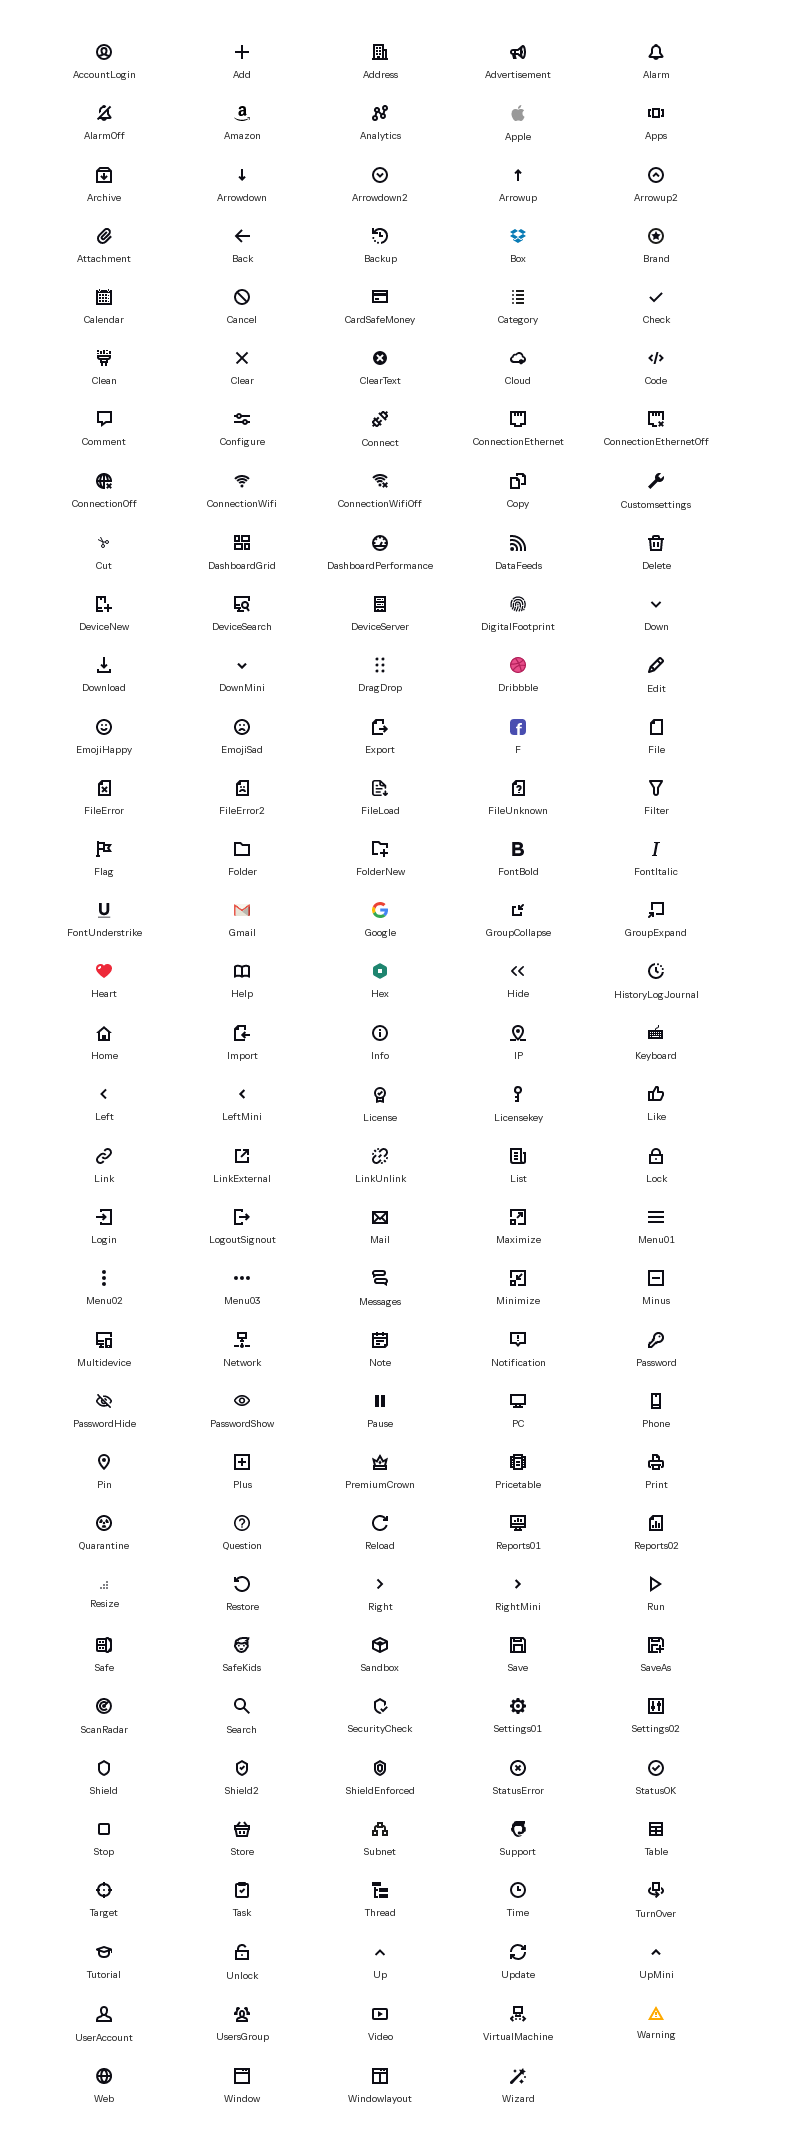 AccountLogin Add Address Advertisement Alarm
AlarmOff Amazon Analytics Apple Apps
Archive Arrowdown Arrowdown2 Arrowup Arrowup2
Attachment Back Backup Box Brand
Calendar Cancel CardSafeMoney Category Check
Clean Clear ClearText Cloud Code
Comment Configure Connect ConnectionEthernet ConnectionEthernetOff
ConnectionOff ConnectionWifi ConnectionWifiOff Copy Customsettings
Cut DashboardGrid DashboardPerformance DataFeeds Delete
DeviceNew DeviceSearch DeviceServer DigitalFootprint Down
Download DownMini DragDrop Dribbble Edit
EmojiHappy EmojiSad Export F File
FileError FileError2 FileLoad FileUnknown Filter
Flag Folder FolderNew FontBold FontItalic
FontUnderstrike Gmail Google GroupCollapse GroupExpand
Heart Help Hex Hide HistoryLogJournal
Home Import Info IP Keyboard
Left LeftMini License Licensekey Like
Link LinkExternal LinkUnlink List Lock
Login LogoutSignout Mail Maximize Menu01
Menu02 Menu03 Messages Minimize Minus
Multidevice Network Note Notification Password
PasswordHide PasswordShow Pause PC Phone
Pin Plus PremiumCrown Pricetable Print
Quarantine Question Reload Reports01 Reports02
Resize Restore Right RightMini Run
Safe SafeKids Sandbox Save SaveAs
ScanRadar Search SecurityCheck Settings01 Settings02
Shield Shield2 ShieldEnforced StatusError StatusOK
Stop Store Subnet Support Table
Target Task Thread Time TurnOver
Tutorial Unlock Up Update UpMini
UserAccount UsersGroup Video VirtualMachine Warning
Web Window Windowlayout Wizard